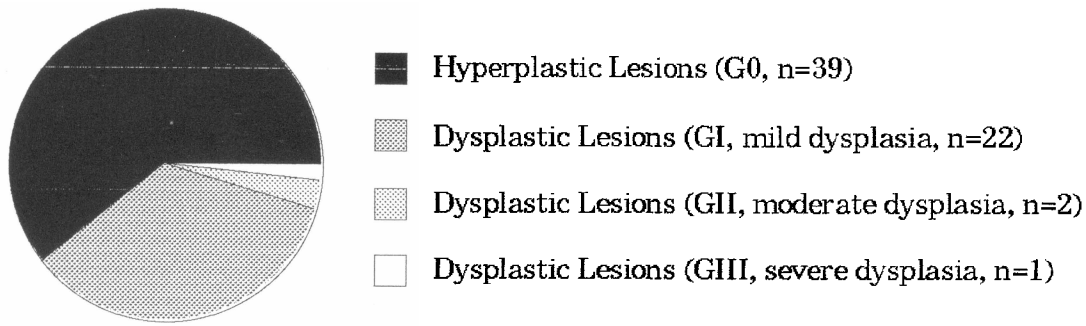 Hyperplastic Lesions (G0, n=39)
Dysplastic Lesions (GI, mild dysplasia, n=22)
Dysplastic Lesions (GII, moderate dysplasia, n=2)
Dysplastic Lesions (GIII, severe dysplasia, n=1)